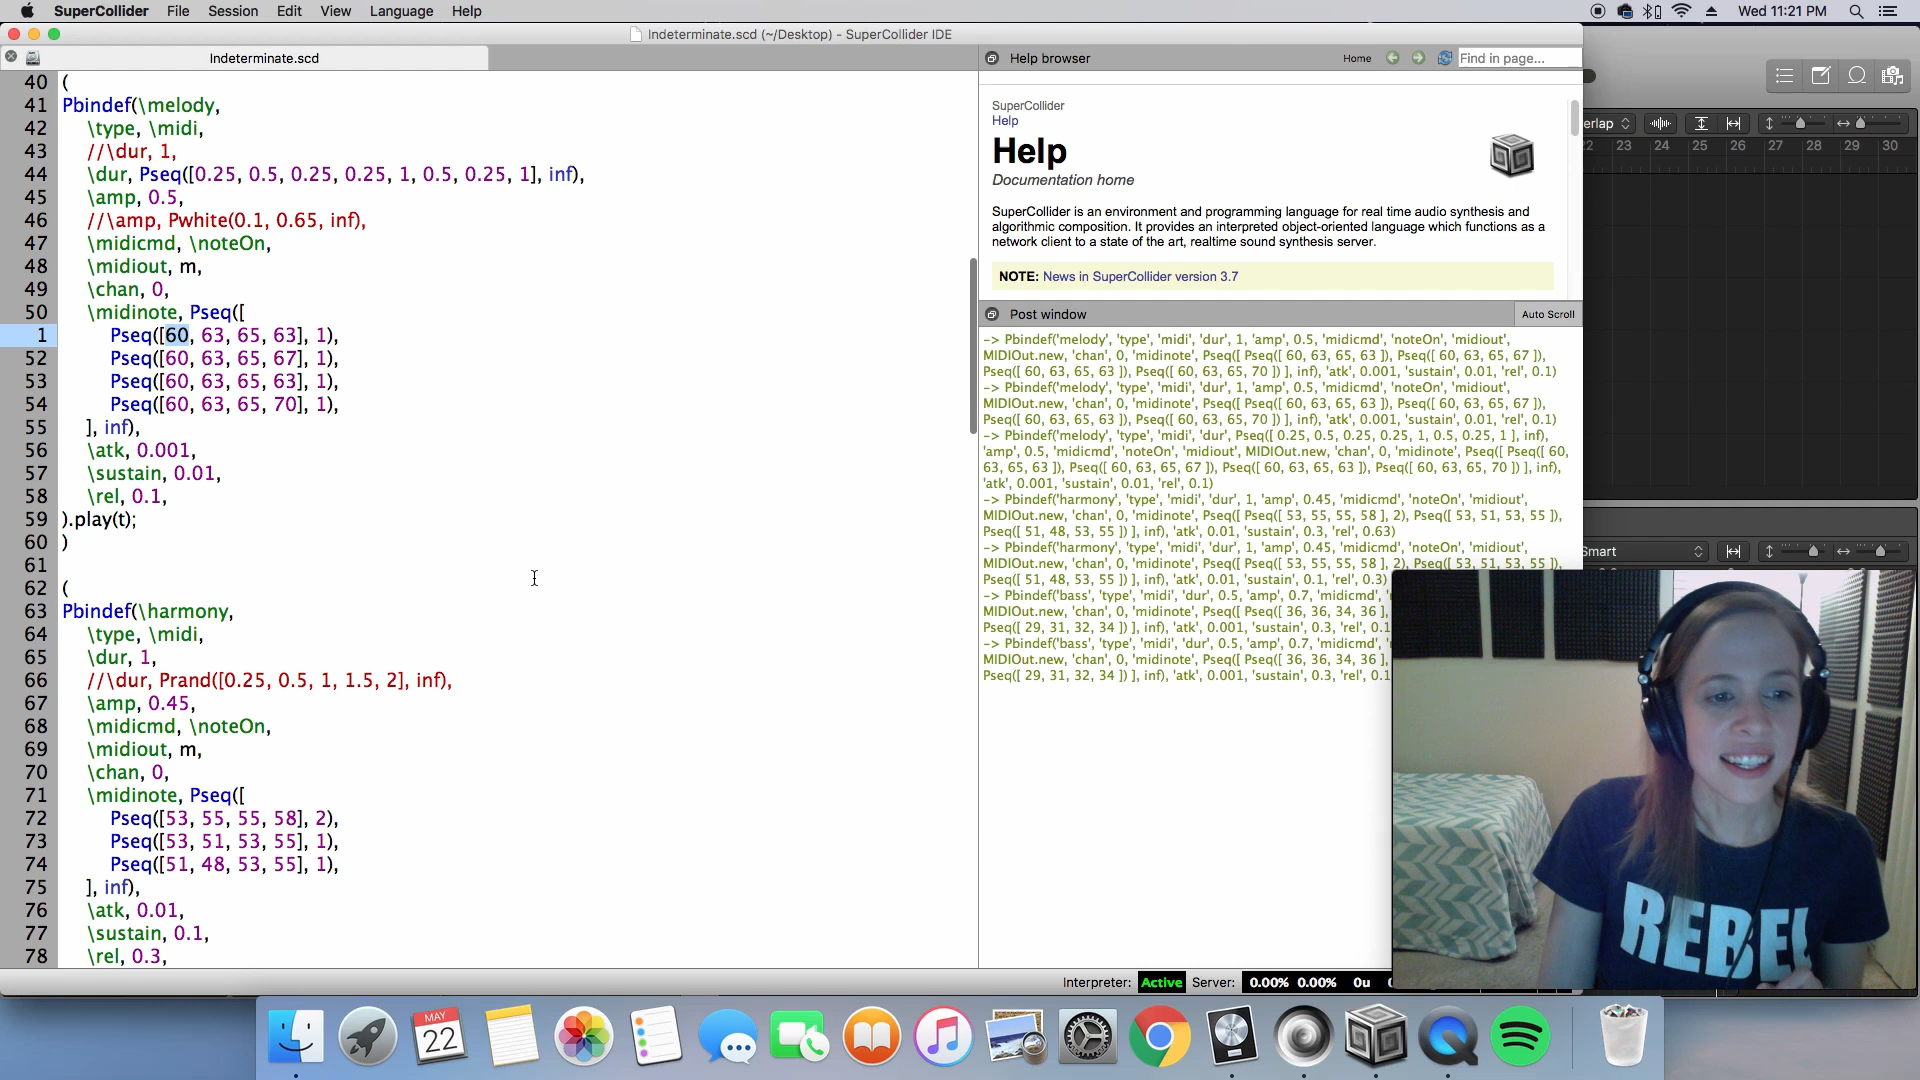 SuperCollider File Session Edit View Language Help
Wed 11:21 PM
Indeterminate.scd (~/Desktop) - SuperCollider IDE
Indeterminate.scd
40 (
41 Pbindef(\melody,
42 \type, \midi,
43 //\dur, 1,
44 \dur, Pseq([0.25, 0.5, 0.25, 0.25, 1, 0.5, 0.25, 1], inf),
45 \amp, 0.5,
46 //\amp, Pwhite(0.1, 0.65, inf),
47 \midicmd, \noteOn,
48 \midiout, m,
49 \chan, 0,
50 \midinote, Pseq([
1 Pseq([60, 63, 65, 63], 1),
52 Pseq([60, 63, 65, 67], 1),
53 Pseq([60, 63, 65, 63], 1),
54 Pseq([60, 63, 65, 70], 1),
55 ], inf),
56 \atk, 0.001,
57 \sustain, 0.01,
58 \rel, 0.1,
59 ).play(t);
60 )
61
62 (
63 Pbindef(\harmony,
64 \type, \midi,
65 \dur, 1,
66 //\dur, Prand([0.25, 0.5, 1, 1.5, 2], inf),
67 \amp, 0.45,
68 \midicmd, \noteOn,
69 \midiout, m,
70 \chan, 0,
71 \midinote, Pseq([
72 Pseq([53, 55, 55, 58], 2),
73 Pseq([53, 51, 53, 55], 1),
74 Pseq([51, 48, 53, 55], 1),
75 ], inf),
76 \atk, 0.01,
77 \sustain, 0.1,
78 \rel, 0.3,
Help browser
Home
Find in page...
SuperCollider
Help
Help
Documentation home
SuperCollider is an environment and programming language for real time audio synthesis and
algorithmic composition. It provides an interpreted object-oriented language which functions as a
network client to a state of the art, realtime sound synthesis server.
NOTE: News in SuperCollider version 3.7
Post window
Auto Scroll
-> Pbindef('melody', 'type', 'midi', 'dur', 1, 'amp', 0.5, 'midicmd', 'noteOn', 'midiout',
MIDIOut.new, 'chan', 0, 'midinote', Pseq([ Pseq([ 60, 63, 65, 63 ]), Pseq([ 60, 63, 65, 67 ]),
Pseq([ 60, 63, 65, 63 ]), Pseq([ 60, 63, 65, 70 ]) ], inf), 'atk', 0.001, 'sustain', 0.01, 'rel', 0.1)
-> Pbindef('melody', 'type', 'midi', 'dur', 1, 'amp', 0.5, 'midicmd', 'noteOn', 'midiout',
MIDIOut.new, 'chan', 0, 'midinote', Pseq([ Pseq([ 60, 63, 65, 63 ]), Pseq([ 60, 63, 65, 67 ]),
Pseq([ 60, 63, 65, 63 ]), Pseq([ 60, 63, 65, 70 ]) ], inf), 'atk', 0.001, 'sustain', 0.01, 'rel', 0.1)
-> Pbindef('melody', 'type', 'midi', 'dur', Pseq([ 0.25, 0.5, 0.25, 0.25, 1, 0.5, 0.25, 1 ], inf),
'amp', 0.5, 'midicmd', 'noteOn', 'midiout', MIDIOut.new, 'chan', 0, 'midinote', Pseq([ Pseq([ 60,
63, 65, 63 ]), Pseq([ 60, 63, 65, 67 ]), Pseq([ 60, 63, 65, 63 ]), Pseq([ 60, 63, 65, 70 ]) ], inf),
'atk', 0.001, 'sustain', 0.01, 'rel', 0.1)
-> Pbindef('harmony', 'type', 'midi', 'dur', 1, 'amp', 0.45, 'midicmd', 'noteOn', 'midiout',
MIDIOut.new, 'chan', 0, 'midinote', Pseq([ Pseq([ 53, 55, 55, 58 ], 2), Pseq([ 53, 51, 53, 55 ]),
Pseq([ 51, 48, 53, 55 ]) ], inf), 'atk', 0.01, 'sustain', 0.3, 'rel', 0.63)
-> Pbindef('harmony', 'type', 'midi', 'dur', 1, 'amp', 0.45, 'midicmd', 'noteOn', 'midiout',
MIDIOut.new, 'chan', 0, 'midinote', Pseq([ Pseq([ 53, 55, 55, 58 ], 2), Pseq([ 53, 51, 53, 55 ]),
Pseq([ 51, 48, 53, 55 ]) ], inf), 'atk', 0.01, 'sustain', 0.1, 'rel', 0.3)
-> Pbindef('bass', 'type', 'midi', 'dur', 0.5, 'amp', 0.7, 'midicmd', '
MIDIOut.new, 'chan', 0, 'midinote', Pseq([ Pseq([ 36, 36, 34, 36 ],
Pseq([ 29, 31, 32, 34 ]) ], inf), 'atk', 0.001, 'sustain', 0.3, 'rel', 0.1
-> Pbindef('bass', 'type', 'midi', 'dur', 0.5, 'amp', 0.7, 'midicmd', '
MIDIOut.new, 'chan', 0, 'midinote', Pseq([ Pseq([ 36, 36, 34, 36 ],
Pseq([ 29, 31, 32, 34 ]) ], inf), 'atk', 0.001, 'sustain', 0.3, 'rel', 0.1
Interpreter: Active Server: 0.00% 0.00% 0u
erlap
22 23 24 25 26 27 28 29 30
Smart
REBEL
MAY
22